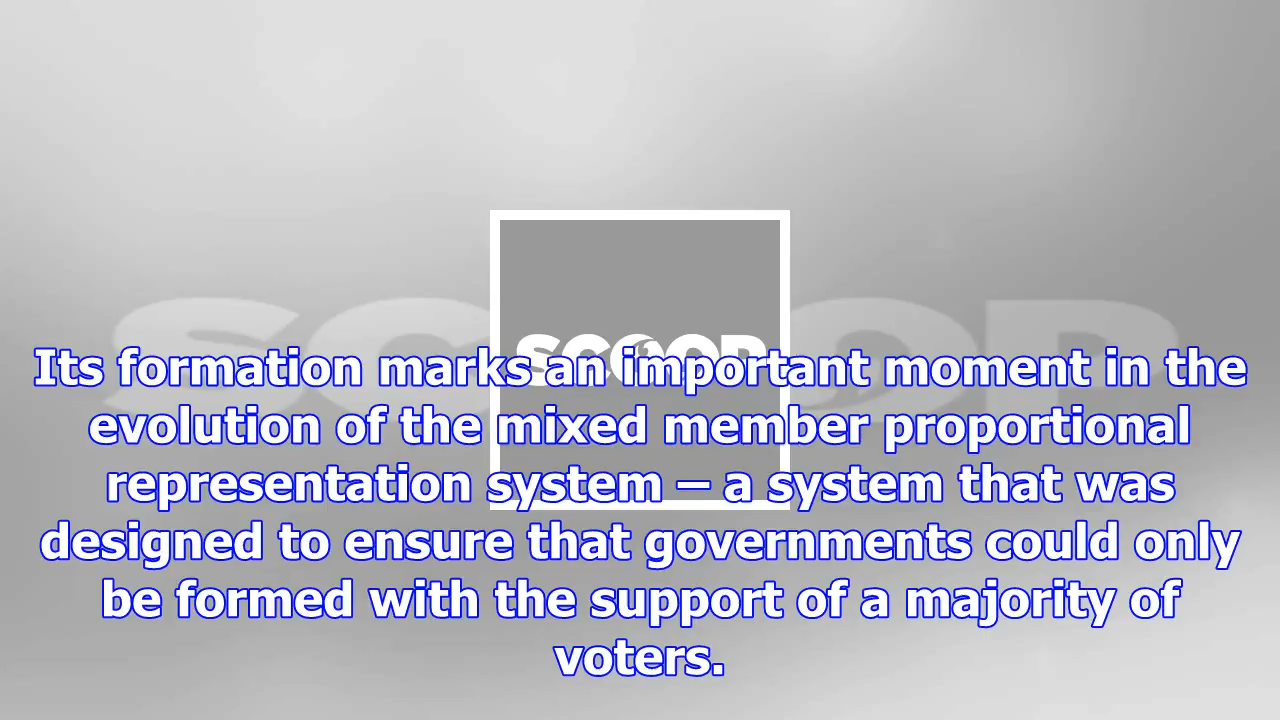 SCOOP
SCOOP
Its formation marks an important moment in the
evolution of the mixed member proportional
representation system – a system that was
designed to ensure that governments could only
be formed with the support of a majority of
voters.